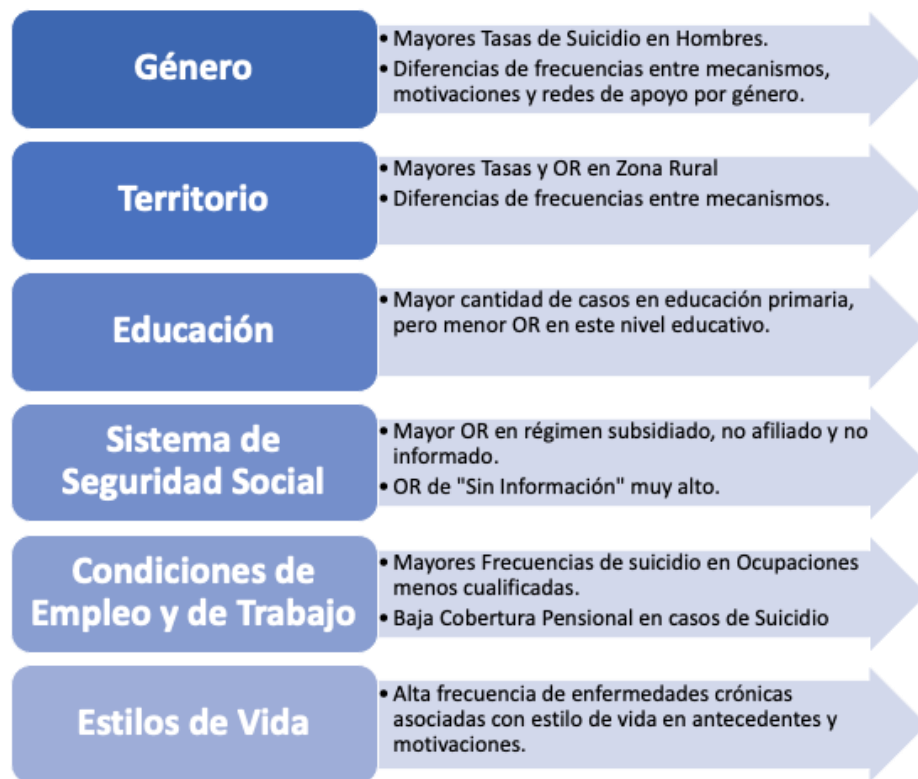 Género
• Mayores Tasas de Suicidio en Hombres.
• Diferencias de frecuencias entre mecanismos,
motivaciones y redes de apoyo por género.
Territorio
• Mayores Tasas y OR en Zona Rural
• Diferencias de frecuencias entre mecanismos.
Educación
• Mayor cantidad de casos en educación primaria,
pero menor OR en este nivel educativo.
Sistema de
Seguridad Social
• Mayor OR en régimen subsidiado, no afiliado y no
informado.
• OR de "Sin Información" muy alto.
Condiciones de
Empleo y de Trabajo
• Mayores Frecuencias de suicidio en Ocupaciones
menos cualificadas.
• Baja Cobertura Pensional en casos de Suicidio
Estilos de Vida
• Alta frecuencia de enfermedades crónicas
asociadas con estilo de vida en antecedentes y
motivaciones.